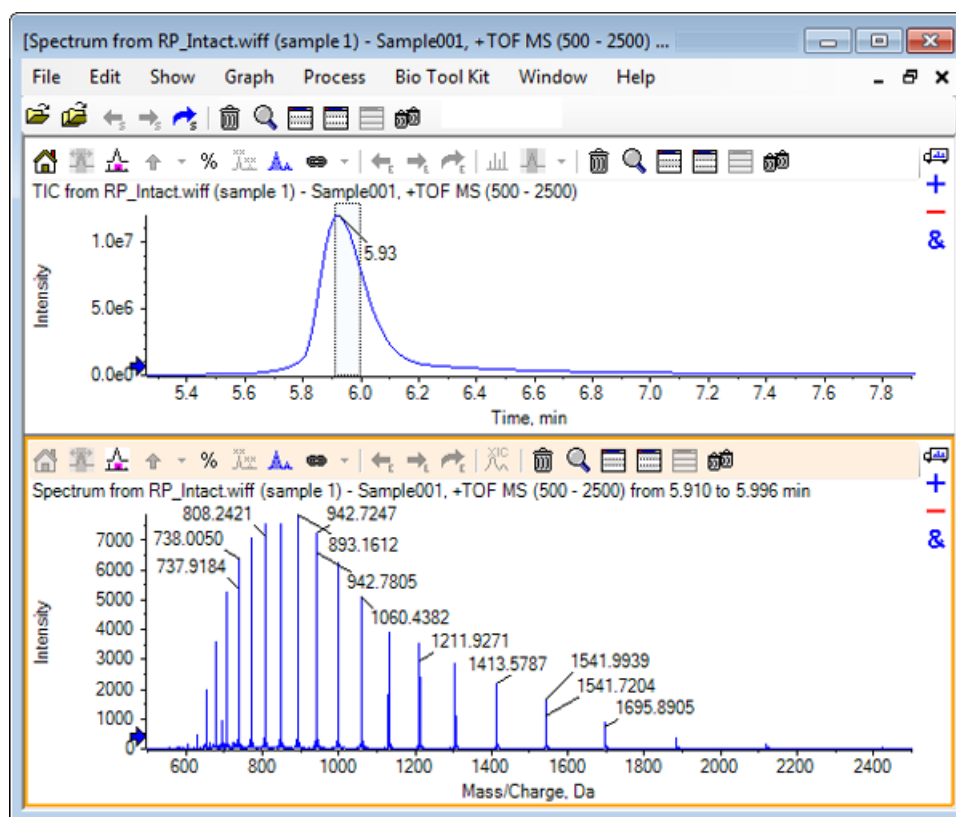 [Spectrum from RP_Intact.wiff (sample 1) - Sample001, +TOF MS (500 - 2500) ...
File Edit Show Graph Process Bio Tool Kit Window Help
TIC from RP_Intact.wiff (sample 1) - Sample001, +TOF MS (500 - 2500)
1.0e7
5.93
5.0e6
0.0e0
Intensity
5.4 5.6 5.8 6.0 6.2 6.4 6.6 6.8 7.0 7.2 7.4 7.6 7.8
Time, min
XIC
Spectrum from RP_Intact.wiff (sample 1) - Sample001, +TOF MS (500 - 2500) from 5.910 to 5.996 min
808.2421 942.7247
7000 738.0050 893.1612
6000 737.9184 942.7805
5000
1060.4382
4000
1211.9271
3000 1413.5787 1541.9939
2000 1541.7204
1000 1695.8905
0
Intensity
600 800 1000 1200 1400 1600 1800 2000 2200 2400
Mass/Charge, Da